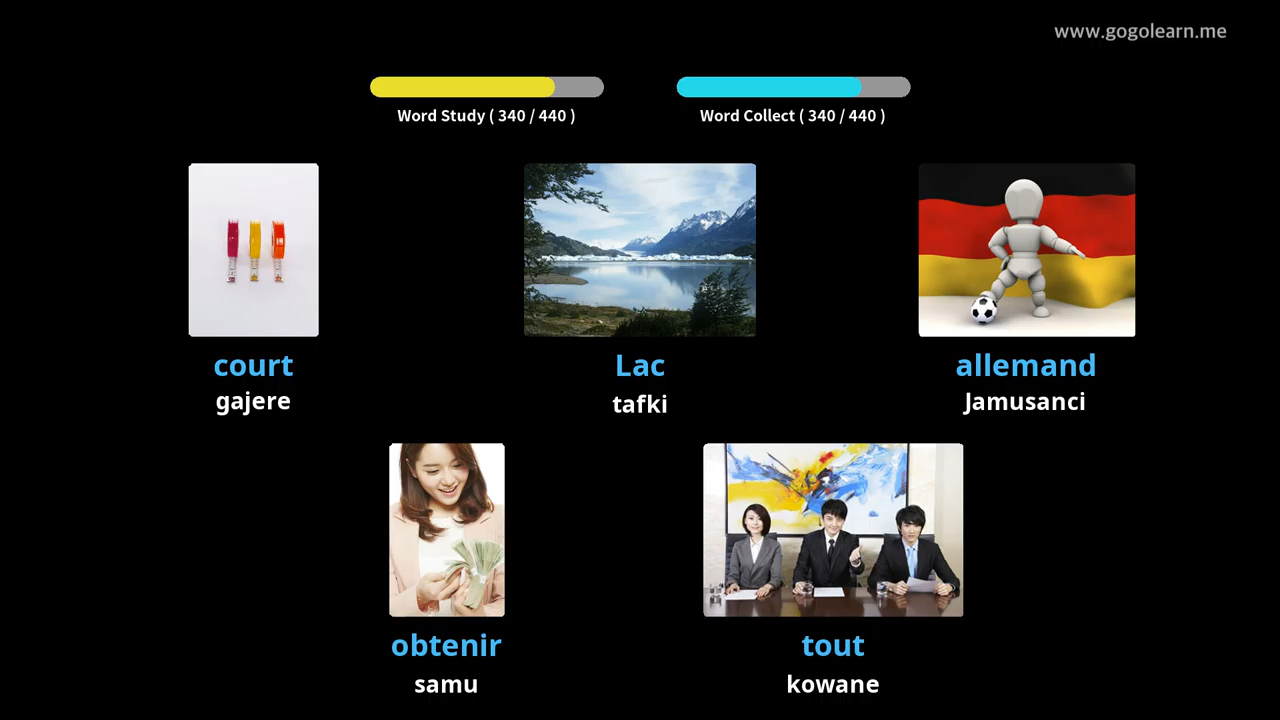 www.gogolearn.me
Word Study ( 340 / 440 )
Word Collect ( 340 / 440 )
court
gajere
Lac
tafki
allemand
Jamusanci
obtenir
samu
tout
kowane